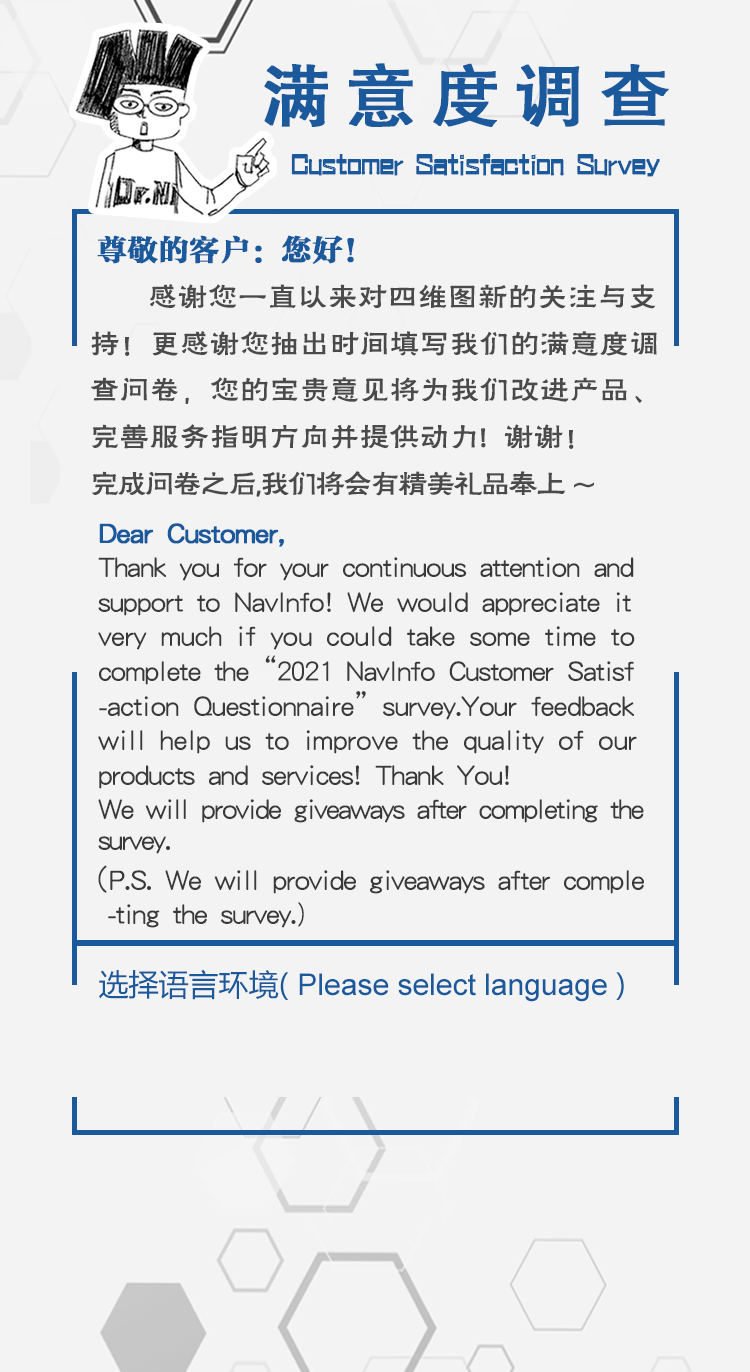 满意度调查
Customer Satisfaction Survey
Dr.NI
尊敬的客户：您好！
感谢您一直以来对四维图新的关注与支
持！更感谢您抽出时间填写我们的满意度调
查问卷，您的宝贵意见将为我们改进产品、
完善服务指明方向并提供动力！谢谢！
完成问卷之后,我们将会有精美礼品奉上～
Dear Customer,
Thank you for your continuous attention and
support to NavInfo! We would appreciate it
very much if you could take some time to
complete the “2021 NavInfo Customer Satisf
-action Questionnaire” survey.Your feedback
will help us to improve the quality of our
products and services! Thank You!
We will provide giveaways after completing the
survey.
(P.S. We will provide giveaways after comple
-ting the survey.)
选择语言环境( Please select language )